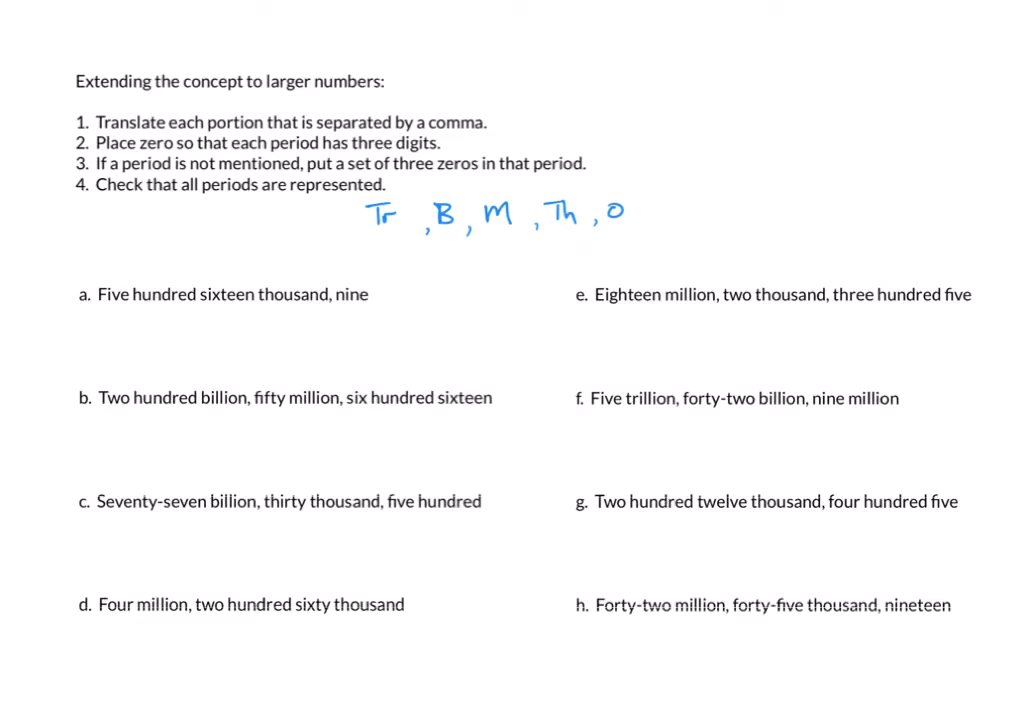 Extending the concept to larger numbers:
1. Translate each portion that is separated by a comma.
2. Place zero so that each period has three digits.
3. If a period is not mentioned, put a set of three zeros in that period.
4. Check that all periods are represented.
Tr , B , M , Th , O
a. Five hundred sixteen thousand, nine
b. Two hundred billion, fifty million, six hundred sixteen
c. Seventy-seven billion, thirty thousand, five hundred
d. Four million, two hundred sixty thousand
e. Eighteen million, two thousand, three hundred five
f. Five trillion, forty-two billion, nine million
g. Two hundred twelve thousand, four hundred five
h. Forty-two million, forty-five thousand, nineteen